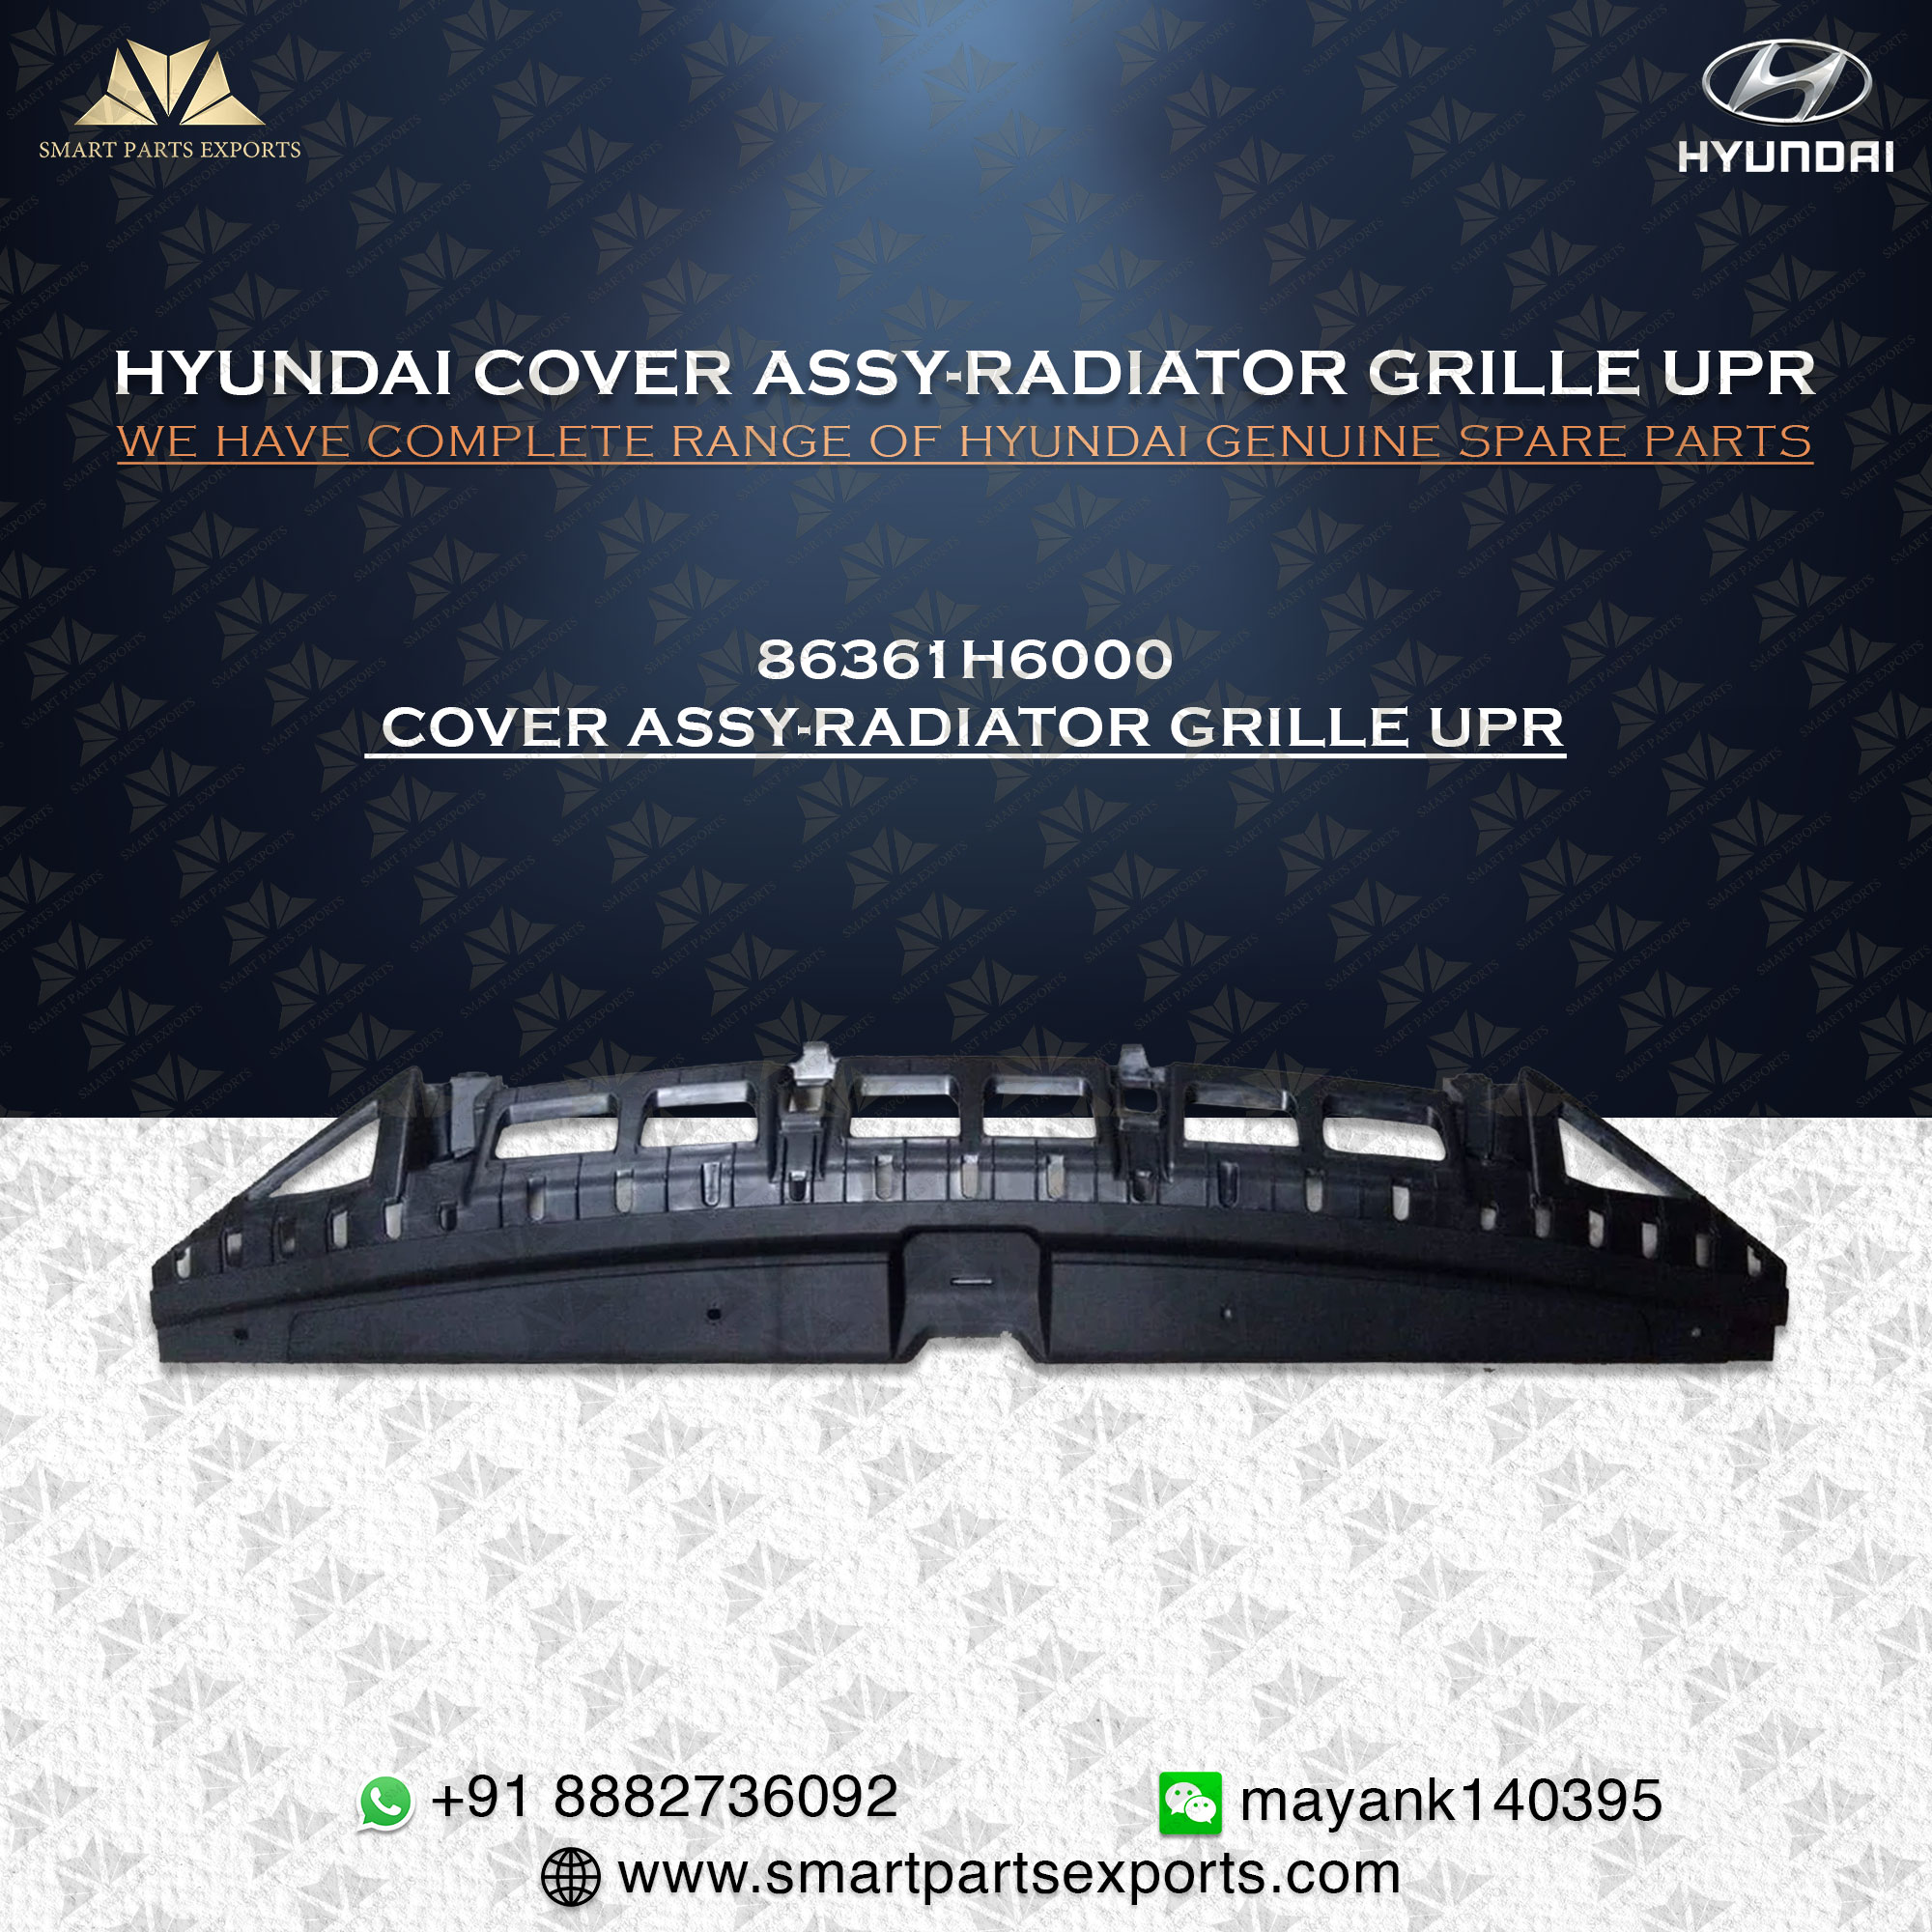 SMART PARTS EXPORTS
HYUNDAI
HYUNDAI COVER ASSY-RADIATOR GRILLE UPR
WE HAVE COMPLETE RANGE OF HYUNDAI GENUINE SPARE PARTS
86361H6000
COVER ASSY-RADIATOR GRILLE UPR
+91 8882736092
mayank140395
www.smartpartsexports.com